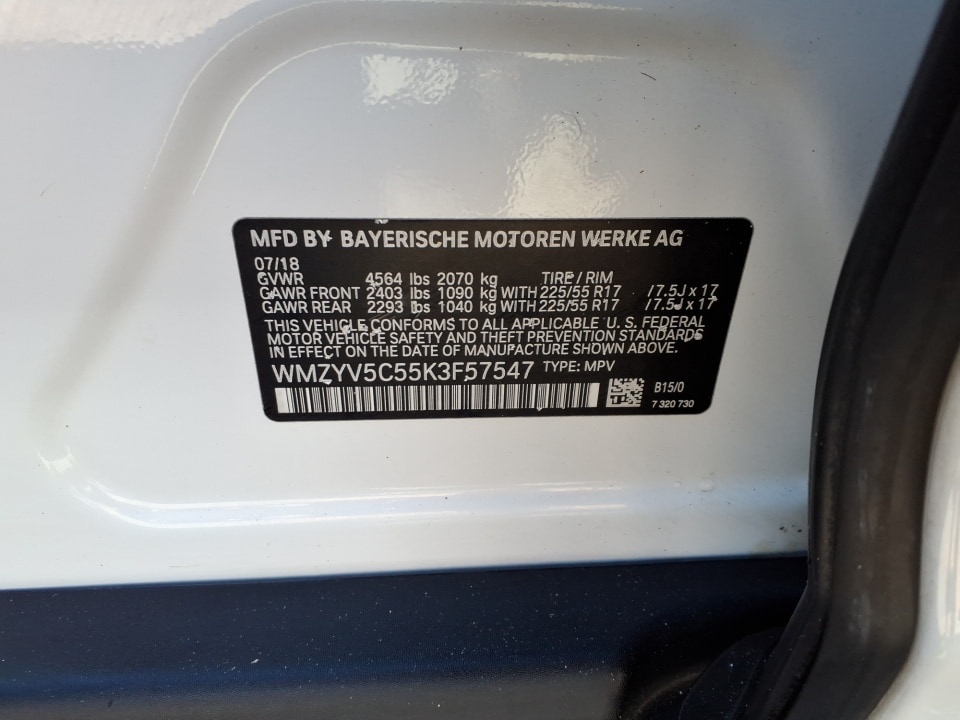 MFD BY BAYERISCHE MOTOREN WERKE AG
07/18
GVWR 4564 lbs 2070 kg TIRE / RIM
GAWR FRONT 2403 lbs 1090 kg WITH 225/55 R17 / 7.5J x 17
GAWR REAR 2293 lbs 1040 kg WITH 225/55 R17 / 7.5J x 17
THIS VEHICLE CONFORMS TO ALL APPLICABLE U. S. FEDERAL
MOTOR VEHICLE SAFETY AND THEFT PREVENTION STANDARDS
IN EFFECT ON THE DATE OF MANUFACTURE SHOWN ABOVE.
WMZYV5C55K3F57547 TYPE: MPV
B15/0
7 320 730